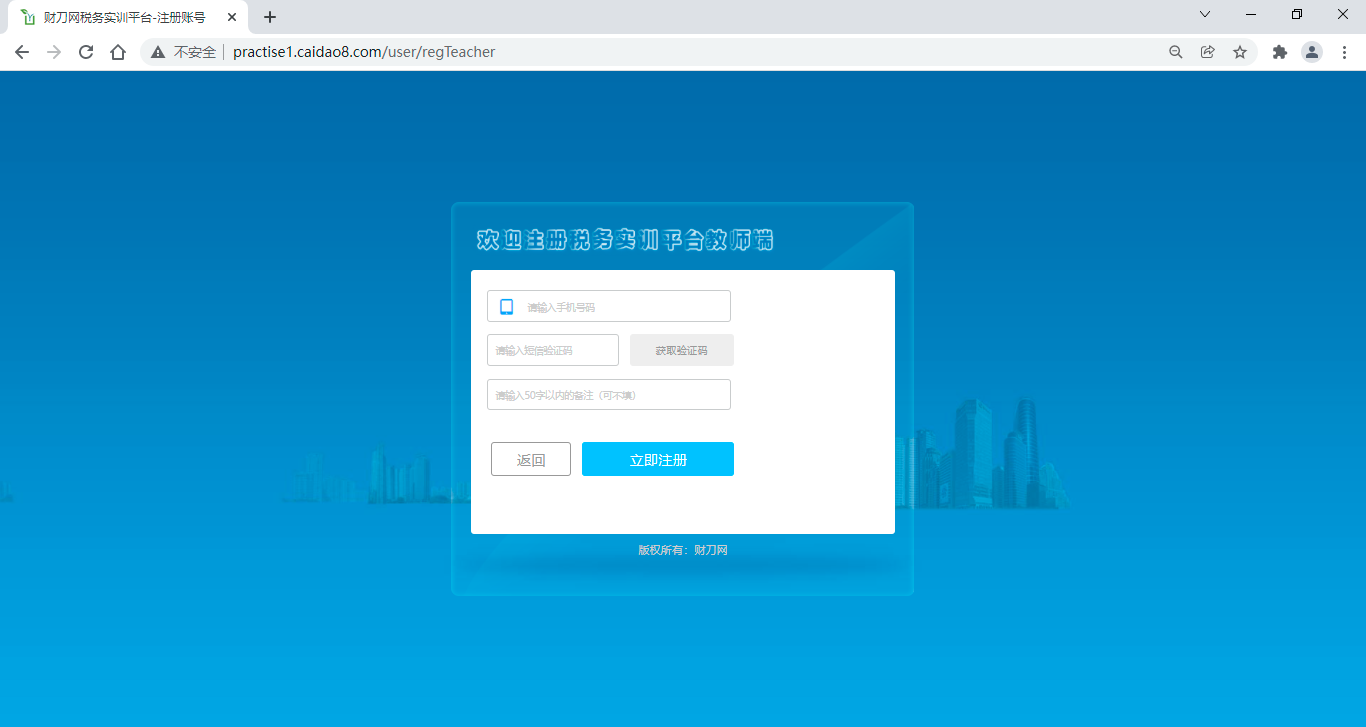 财刀网税务实训平台-注册账号
不安全 practise1.caidao8.com/user/regTeacher
欢迎注册税务实训平台教师端
请输入手机号码
请输入短信验证码 获取验证码
请输入50字以内的备注（可不填）
返回 立即注册
版权所有：财刀网